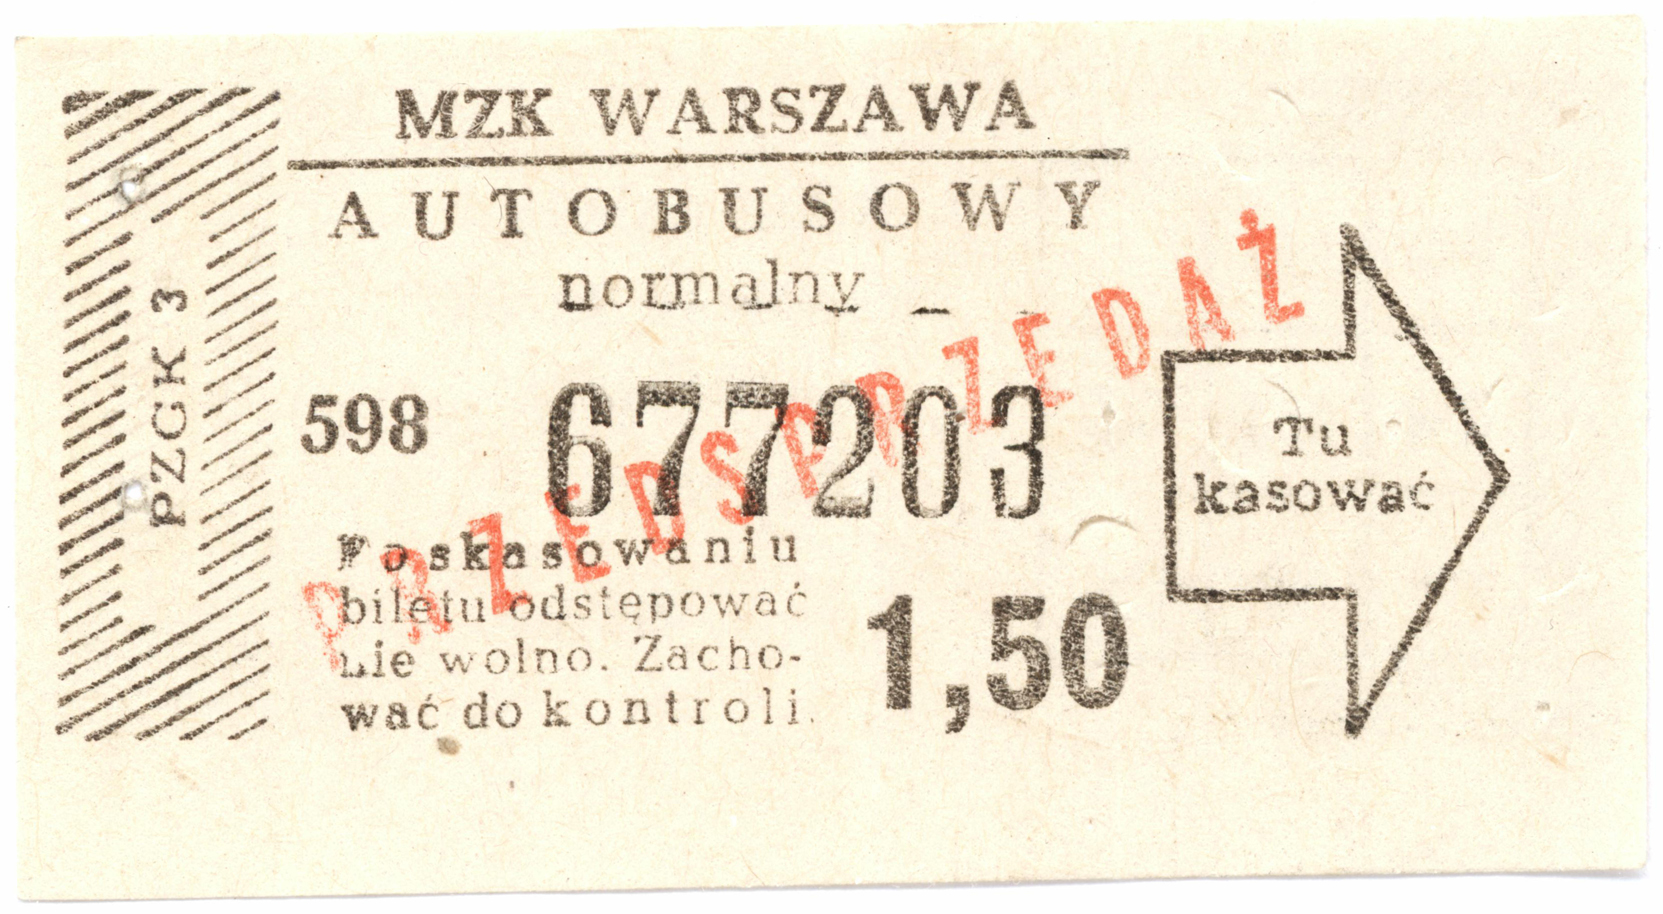 MZK WARSZAWA
AUTOBUSOWY
normalny
PZGK 3
598 677203
PRZEDSPRZEDAŻ
Po skasowaniu
biletu odstępować
nie wolno. Zacho-
wać do kontroli.
1,50
Tu
kasować